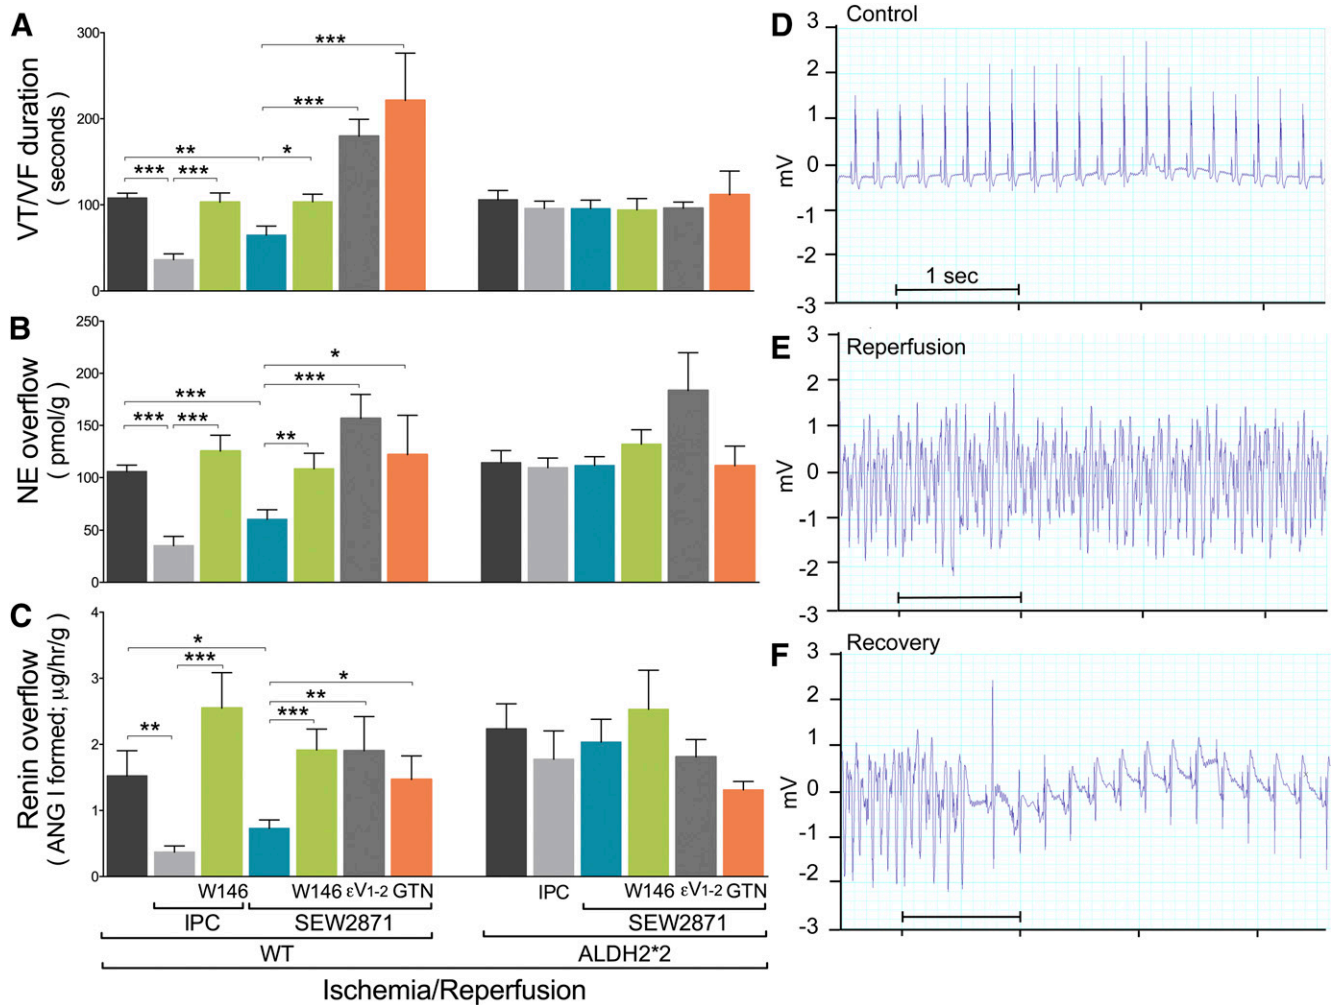 A
VT/VF duration
( seconds )
300
200
100
0
***
***
**
*
***
***
B
NE overflow
( pmol/g )
250
200
150
100
50
0
*
***
***
***
***
**
C
Renin overflow
( ANG I formed; µg/hr/g )
4
3
2
1
0
*
***
*
**
***
**
W146 W146 εV1-2 GTN IPC W146 εV1-2 GTN
IPC SEW2871 SEW2871
WT ALDH2*2
Ischemia/Reperfusion
D
Control
mV
3
2
1
0
-1
-2
-3
1 sec
E
Reperfusion
mV
3
2
1
0
-1
-2
-3
F
Recovery
mV
3
2
1
0
-1
-2
-3